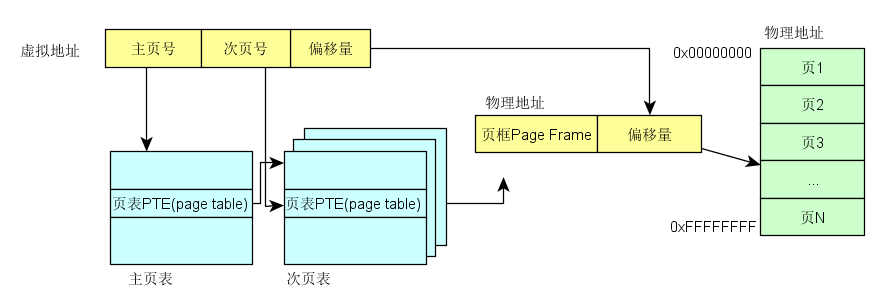 虚拟地址
主页号
次页号
偏移量
物理地址
页框Page Frame
偏移量
物理地址
0x00000000
页1
页2
页3
...
页N
0xFFFFFFFF
页表PTE(page table)
主页表
页表PTE(page table)
次页表